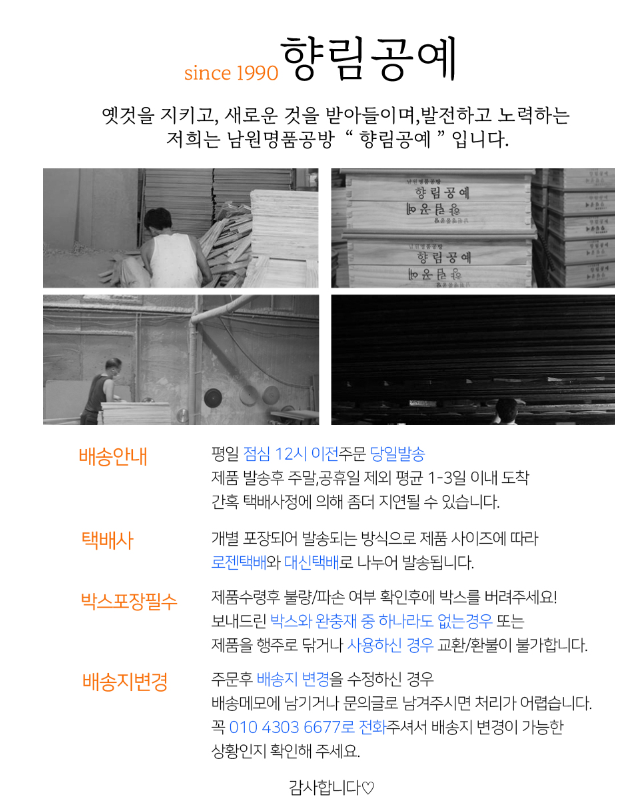 since 1990 향림공예
옛것을 지키고, 새로운 것을 받아들이며,발전하고 노력하는
저희는 남원명품공방 “ 향림공예 ” 입니다.
향림공예
향림공예
향림공예
향림공예
배송안내
평일 점심 12시 이전주문 당일발송
제품 발송후 주말,공휴일 제외 평균 1-3일 이내 도착
간혹 택배사정에 의해 좀더 지연될 수 있습니다.
택배사
개별 포장되어 발송되는 방식으로 제품 사이즈에 따라
로젠택배와 대신택배로 나누어 발송됩니다.
박스포장필수
제품수령후 불량/파손 여부 확인후에 박스를 버려주세요!
보내드린 박스와 완충재 중 하나라도 없는경우 또는
제품을 행주로 닦거나 사용하신 경우 교환/환불이 불가합니다.
배송지변경
주문후 배송지 변경을 수정하신 경우
배송메모에 남기거나 문의글로 남겨주시면 처리가 어렵습니다.
꼭 010 4303 6677로 전화주셔서 배송지 변경이 가능한
상황인지 확인해 주세요.
감사합니다♡